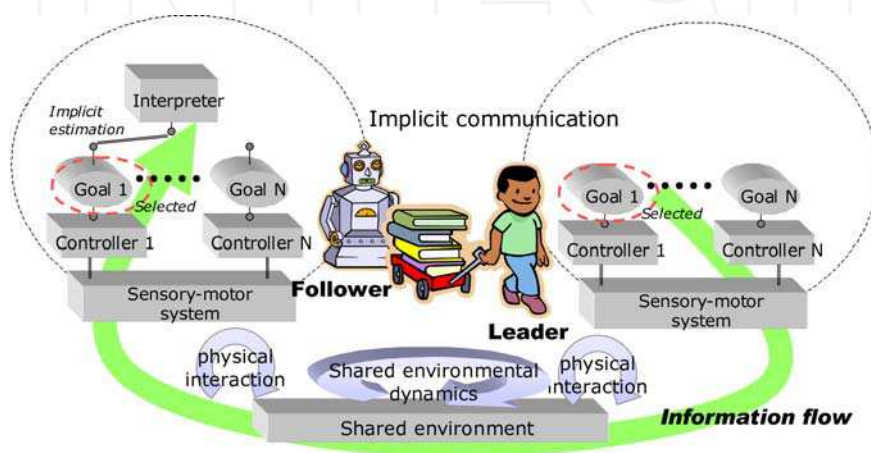 Interpreter
Implicit
estimation
Implicit communication
Goal 1
Goal N
Selected
Controller 1
Controller N
Sensory-motor
system
Follower
Leader
Goal 1
Goal N
Selected
Controller 1
Controller N
Sensory-motor
system
physical
interaction
Shared environmental
dynamics
physical
interaction
Shared environment
Information flow